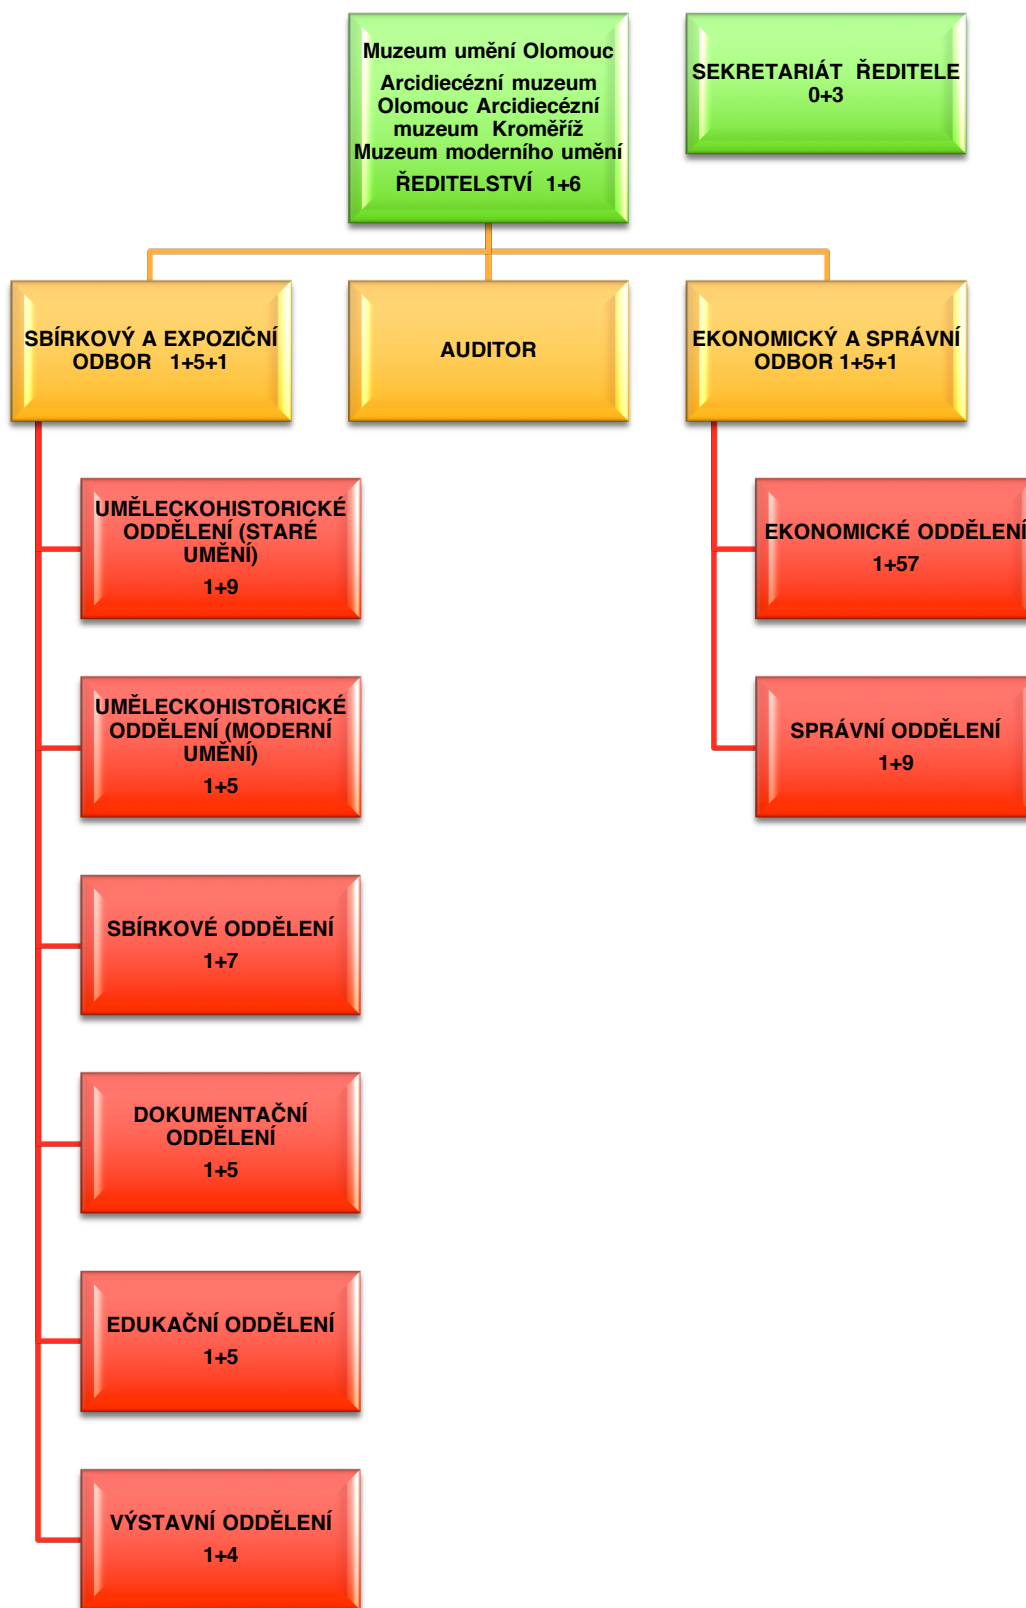 Muzeum umění Olomouc
Arcidiecézní muzeum
Olomouc Arcidiecézní
muzeum Kroměříž
Muzeum moderního umění
ŘEDITELSTVÍ 1+6
SEKRETARIÁT ŘEDITELE
0+3
SBÍRKOVÝ A EXPOZIČNÍ
ODBOR 1+5+1
AUDITOR
EKONOMICKÝ A SPRÁVNÍ
ODBOR 1+5+1
UMĚLECKOHISTORICKÉ
ODDĚLENÍ (STARÉ
UMĚNÍ)
1+9
UMĚLECKOHISTORICKÉ
ODDĚLENÍ (MODERNÍ
UMĚNÍ)
1+5
SBÍRKOVÉ ODDĚLENÍ
1+7
DOKUMENTAČNÍ
ODDĚLENÍ
1+5
EDUKAČNÍ ODDĚLENÍ
1+5
VÝSTAVNÍ ODDĚLENÍ
1+4
EKONOMICKÉ ODDĚLENÍ
1+57
SPRÁVNÍ ODDĚLENÍ
1+9